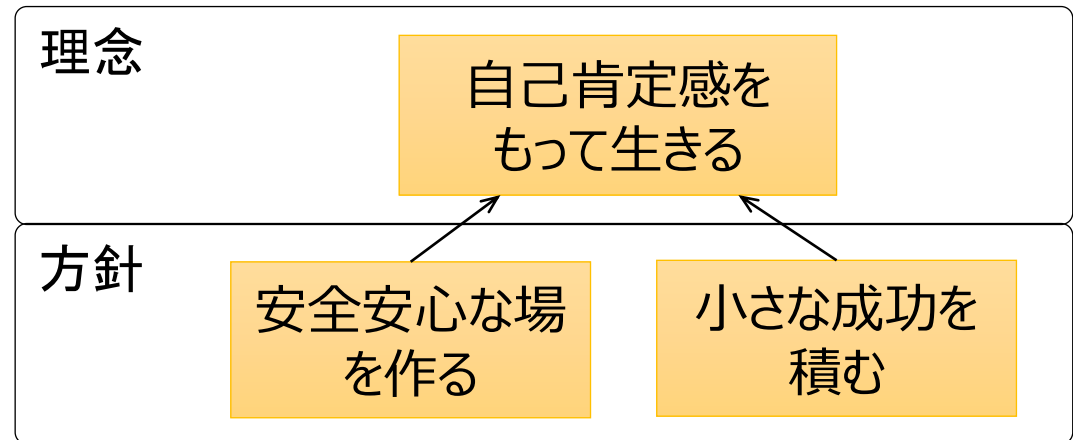 理念
自己肯定感を
もって生きる
方針
安全安心な場
を作る
小さな成功を
積む